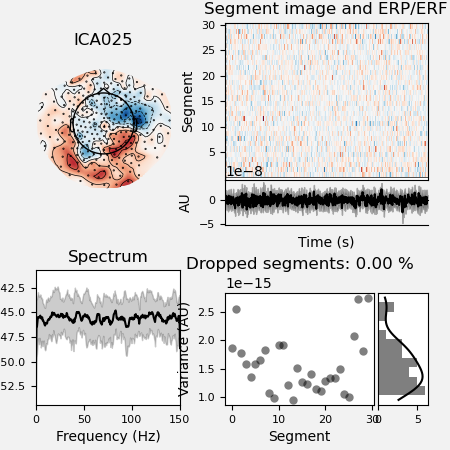 Segment image and ERP/ERF
ICA025
Segment
30
25
20
15
10
5
1e−8
AU
0
−5
Time (s)
Spectrum
Dropped segments: 0.00 %
1e−15
42.5
45.0
47.5
50.0
52.5
Variance (AU)
2.5
2.0
1.5
1.0
0 50 100 150
0 10 20 30
0 5
Frequency (Hz)
Segment